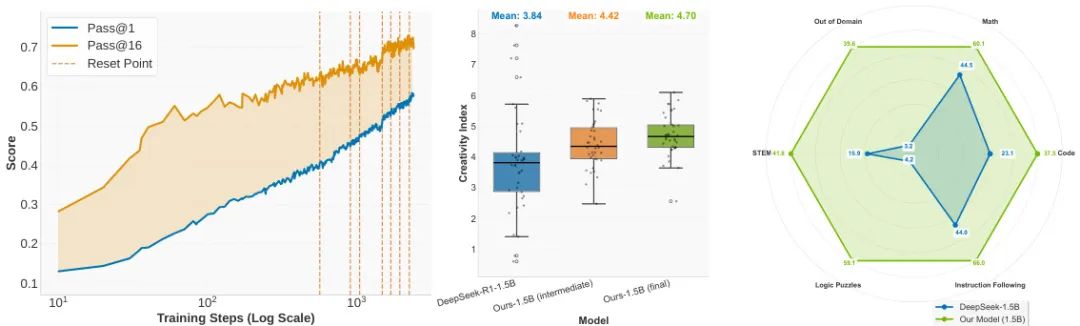 Pass@1
Pass@16
Reset Point
0.7
0.6
0.5
0.4
0.3
0.2
0.1
Score
10¹
10²
10³
Training Steps (Log Scale)
Mean: 3.84
Mean: 4.42
Mean: 4.70
8
7
6
5
4
3
2
1
Creativity Index
DeepSeek-R1-1.5B
Ours-1.5B (intermediate)
Ours-1.5B (final)
Model
Out of Domain
Math
39.6
60.1
44.5
3.2
STEM
41.8
15.9
23.1
37.5
Code
4.2
44.0
59.1
66.0
Logic Puzzles
Instruction Following
DeepSeek-1.5B
Our Model (1.5B)